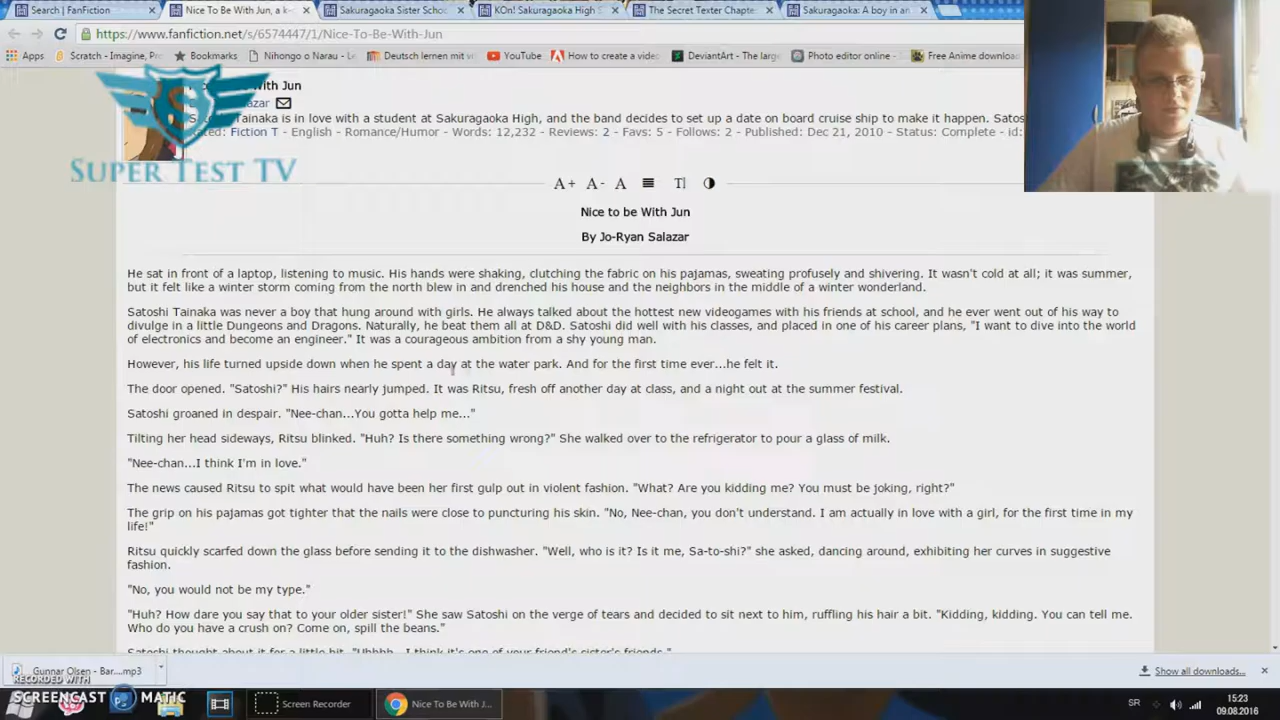 Search | FanFiction
Nice To Be With Jun, a k-
Sakuragaoka Sister Schoo
KOn! Sakuragaoka High S
The Secret Texter Chapte
Sakuragaoka: A boy in an
https://www.fanfiction.net/s/6574447/1/Nice-To-Be-With-Jun
Apps
Scratch - Imagine, Pro
Bookmarks
Nihongo o Narau - Le
Deutsch lernen mit vi
YouTube
How to create a video
DeviantArt - The large
Photo editor online -
Free Anime download
With Jun
Salazar
Tainaka is in love with a student at Sakuragaoka High, and the band decides to set up a date on board cruise ship to make it happen. Satos
Fiction T - English - Romance/Humor - Words: 12,232 - Reviews: 2 - Favs: 5 - Follows: 2 - Published: Dec 21, 2010 - Status: Complete - id:
SUPER TEST TV
A+ A- A
Nice to be With Jun
By Jo-Ryan Salazar
He sat in front of a laptop, listening to music. His hands were shaking, clutching the fabric on his pajamas, sweating profusely and shivering. It wasn't cold at all; it was summer,
but it felt like a winter storm coming from the north blew in and drenched his house and the neighbors in the middle of a winter wonderland.
Satoshi Tainaka was never a boy that hung around with girls. He always talked about the hottest new videogames with his friends at school, and he ever went out of his way to
divulge in a little Dungeons and Dragons. Naturally, he beat them all at D&D. Satoshi did well with his classes, and placed in one of his career plans, "I want to dive into the world
of electronics and become an engineer." It was a courageous ambition from a shy young man.
However, his life turned upside down when he spent a day at the water park. And for the first time ever...he felt it.
The door opened. "Satoshi?" His hairs nearly jumped. It was Ritsu, fresh off another day at class, and a night out at the summer festival.
Satoshi groaned in despair. "Nee-chan...You gotta help me..."
Tilting her head sideways, Ritsu blinked. "Huh? Is there something wrong?" She walked over to the refrigerator to pour a glass of milk.
"Nee-chan...I think I'm in love."
The news caused Ritsu to spit what would have been her first gulp out in violent fashion. "What? Are you kidding me? You must be joking, right?"
The grip on his pajamas got tighter that the nails were close to puncturing his skin. "No, Nee-chan, you don't understand. I am actually in love with a girl, for the first time in my
life!"
Ritsu quickly scarfed down the glass before sending it to the dishwasher. "Well, who is it? Is it me, Sa-to-shi?" she asked, dancing around, exhibiting her curves in suggestive
fashion.
"No, you would not be my type."
"Huh? How dare you say that to your older sister!" She saw Satoshi on the verge of tears and decided to sit next to him, ruffling his hair a bit. "Kidding, kidding. You can tell me.
Who do you have a crush on? Come on, spill the beans."
Satoshi thought about it for a little bit. "Uhhhh...I think it's one of your friend's sister's friends."
Gunnar Olsen - Bar....mp3
Show all downloads...
RECORDED WITH
SCREENCAST MATIC
Screen Recorder
Nice To Be With J...
SR
15:23
09.08.2016